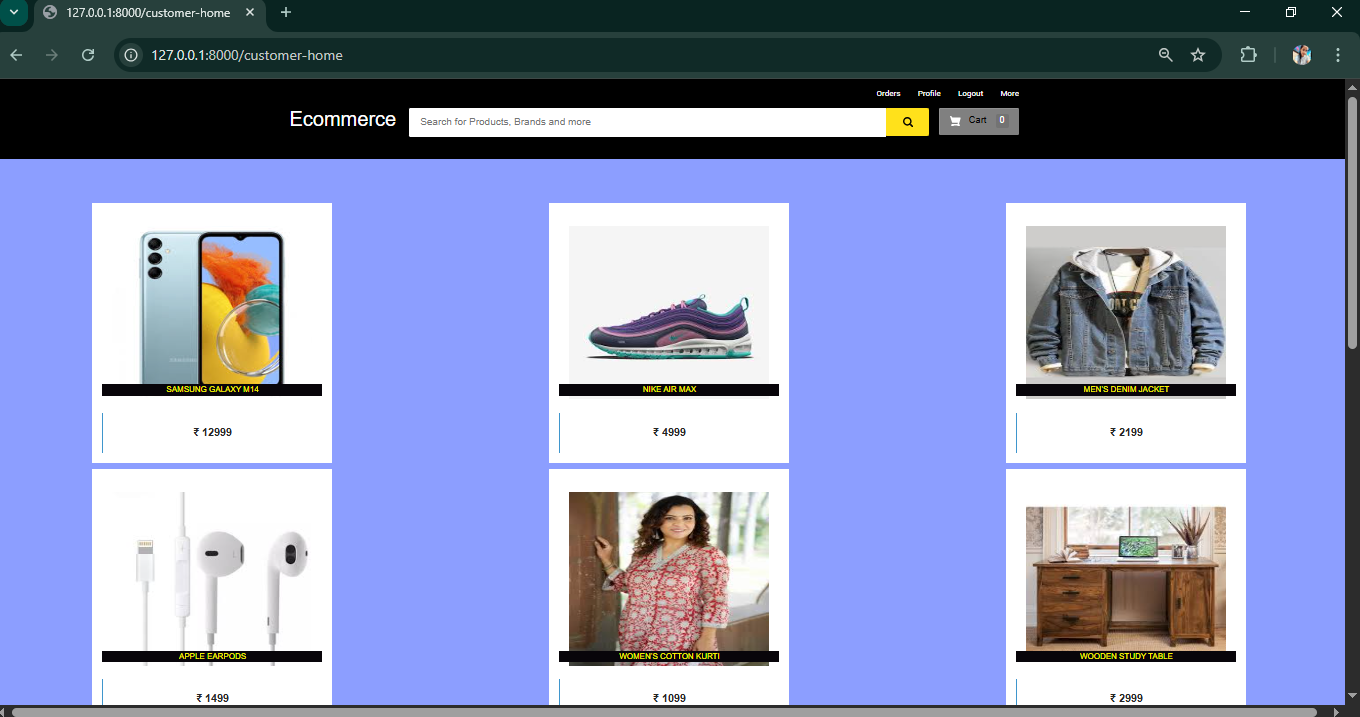 127.0.0.1:8000/customer-home
127.0.0.1:8000/customer-home
Orders Profile Logout More
Ecommerce
Search for Products, Brands and more
Cart 0
SAMSUNG GALAXY M14
NIKE AIR MAX
MEN'S DENIM JACKET
₹ 12999
₹ 4999
₹ 2199
APPLE EARPODS
WOMEN'S COTTON KURTI
WOODEN STUDY TABLE
₹ 1499
₹ 1099
₹ 2999